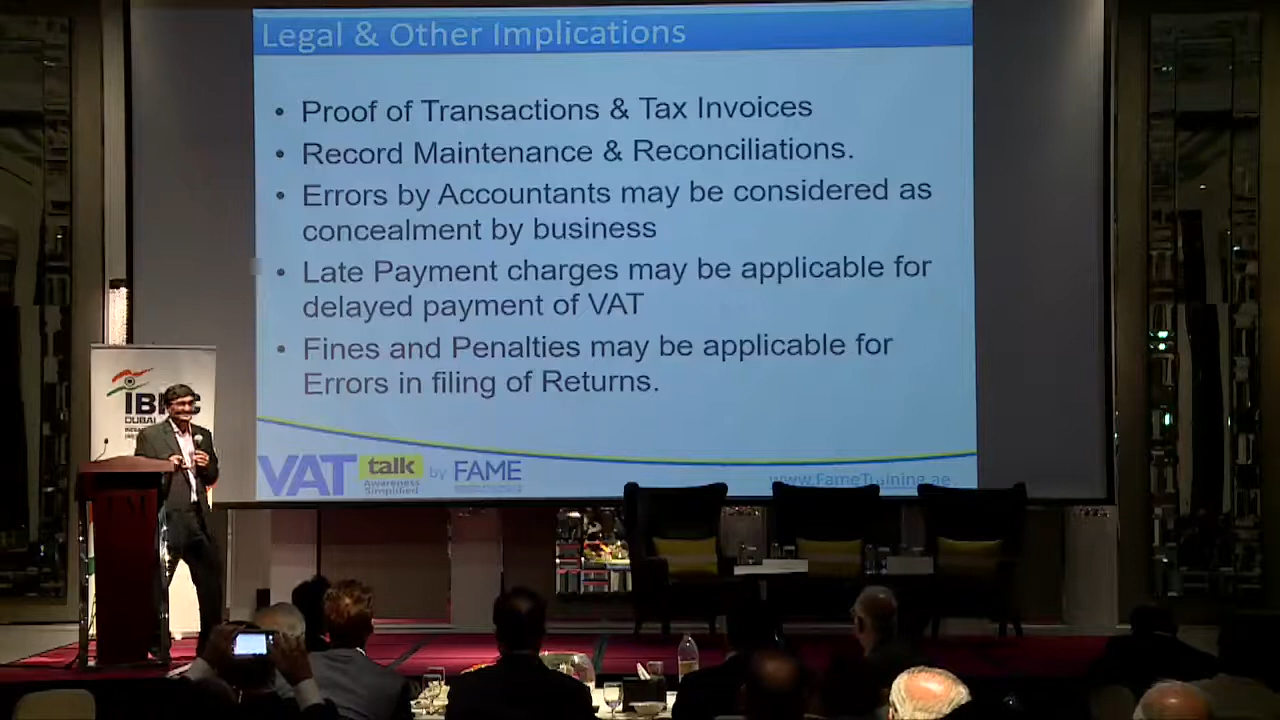 Legal & Other Implications
• Proof of Transactions & Tax Invoices
• Record Maintenance & Reconciliations.
• Errors by Accountants may be considered as
concealment by business
• Late Payment charges may be applicable for
delayed payment of VAT
• Fines and Penalties may be applicable for
Errors in filing of Returns.
VAT talk by FAME
Awareness
Simplified
www.FameTraining.ae
DUBAI